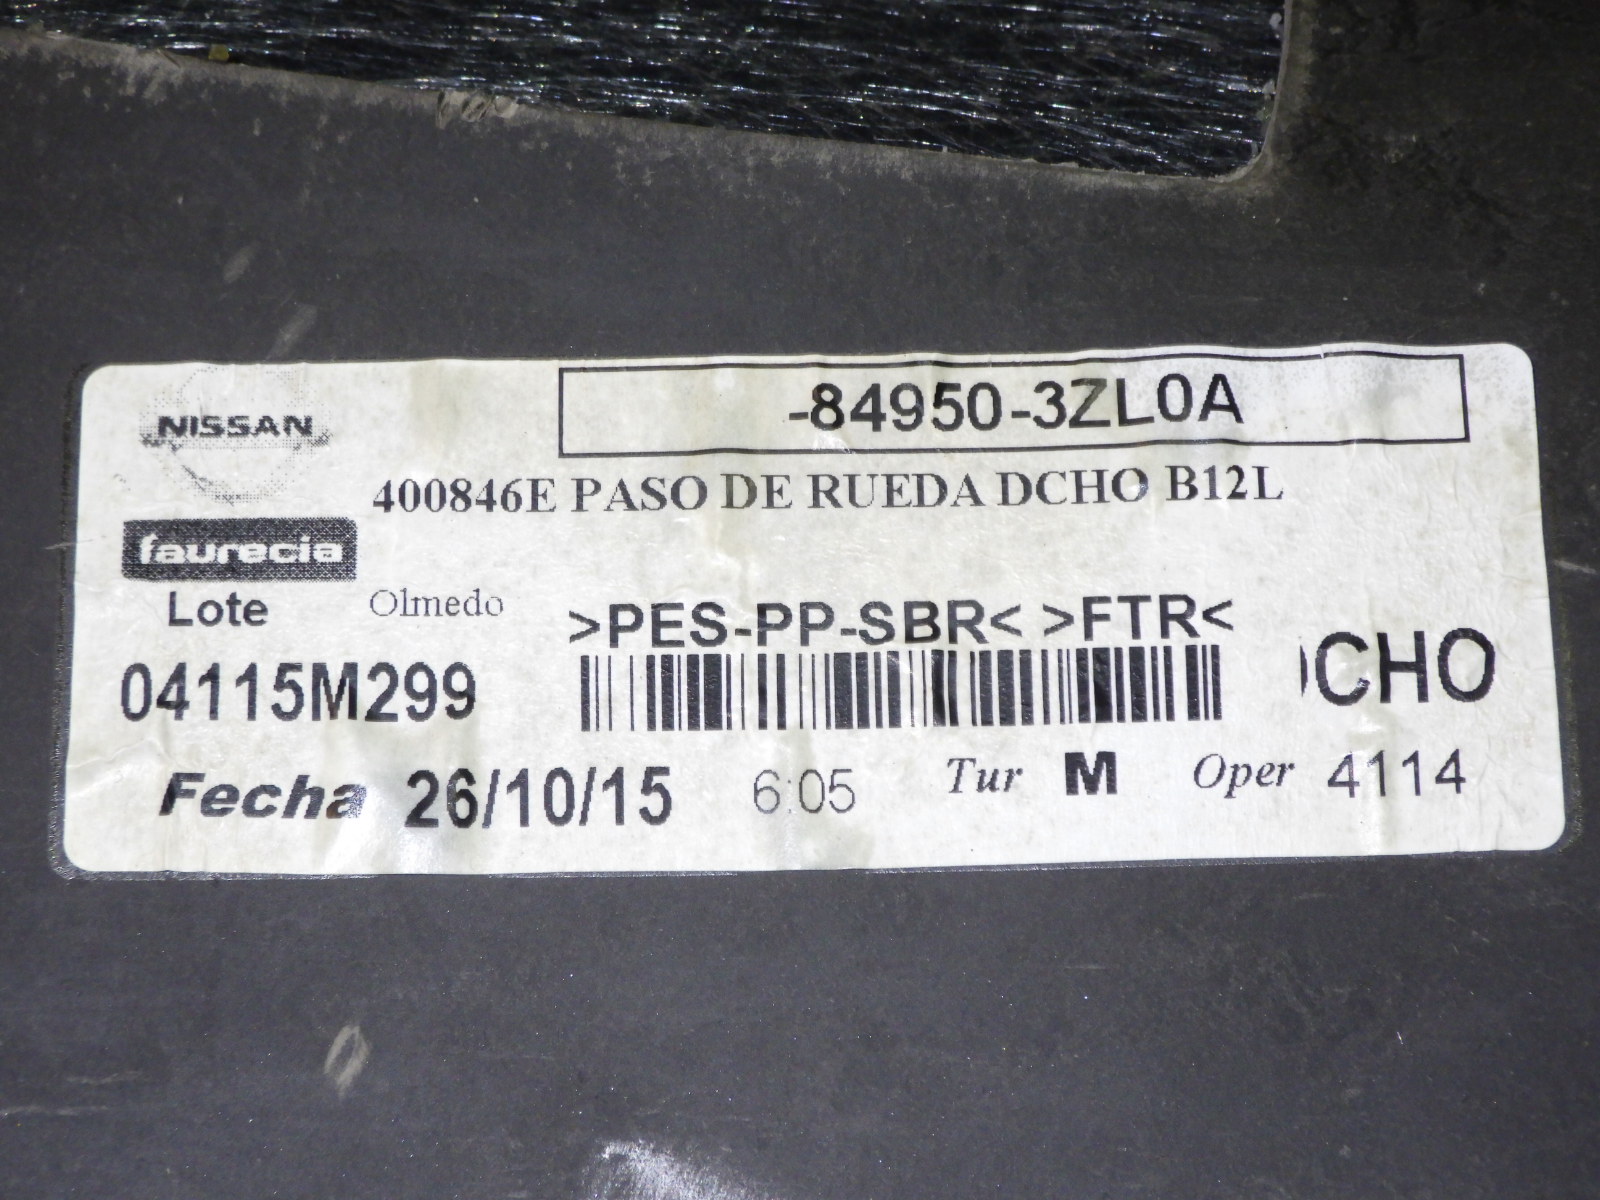 NISSAN
-84950-3ZL0A
400846E PASO DE RUEDA DCHO B12L
faurecia
Lote Olmedo >PES-PP-SBR< >FTR<
04115M299 CHO
Fecha 26/10/15 6:05 Tur M Oper 4114